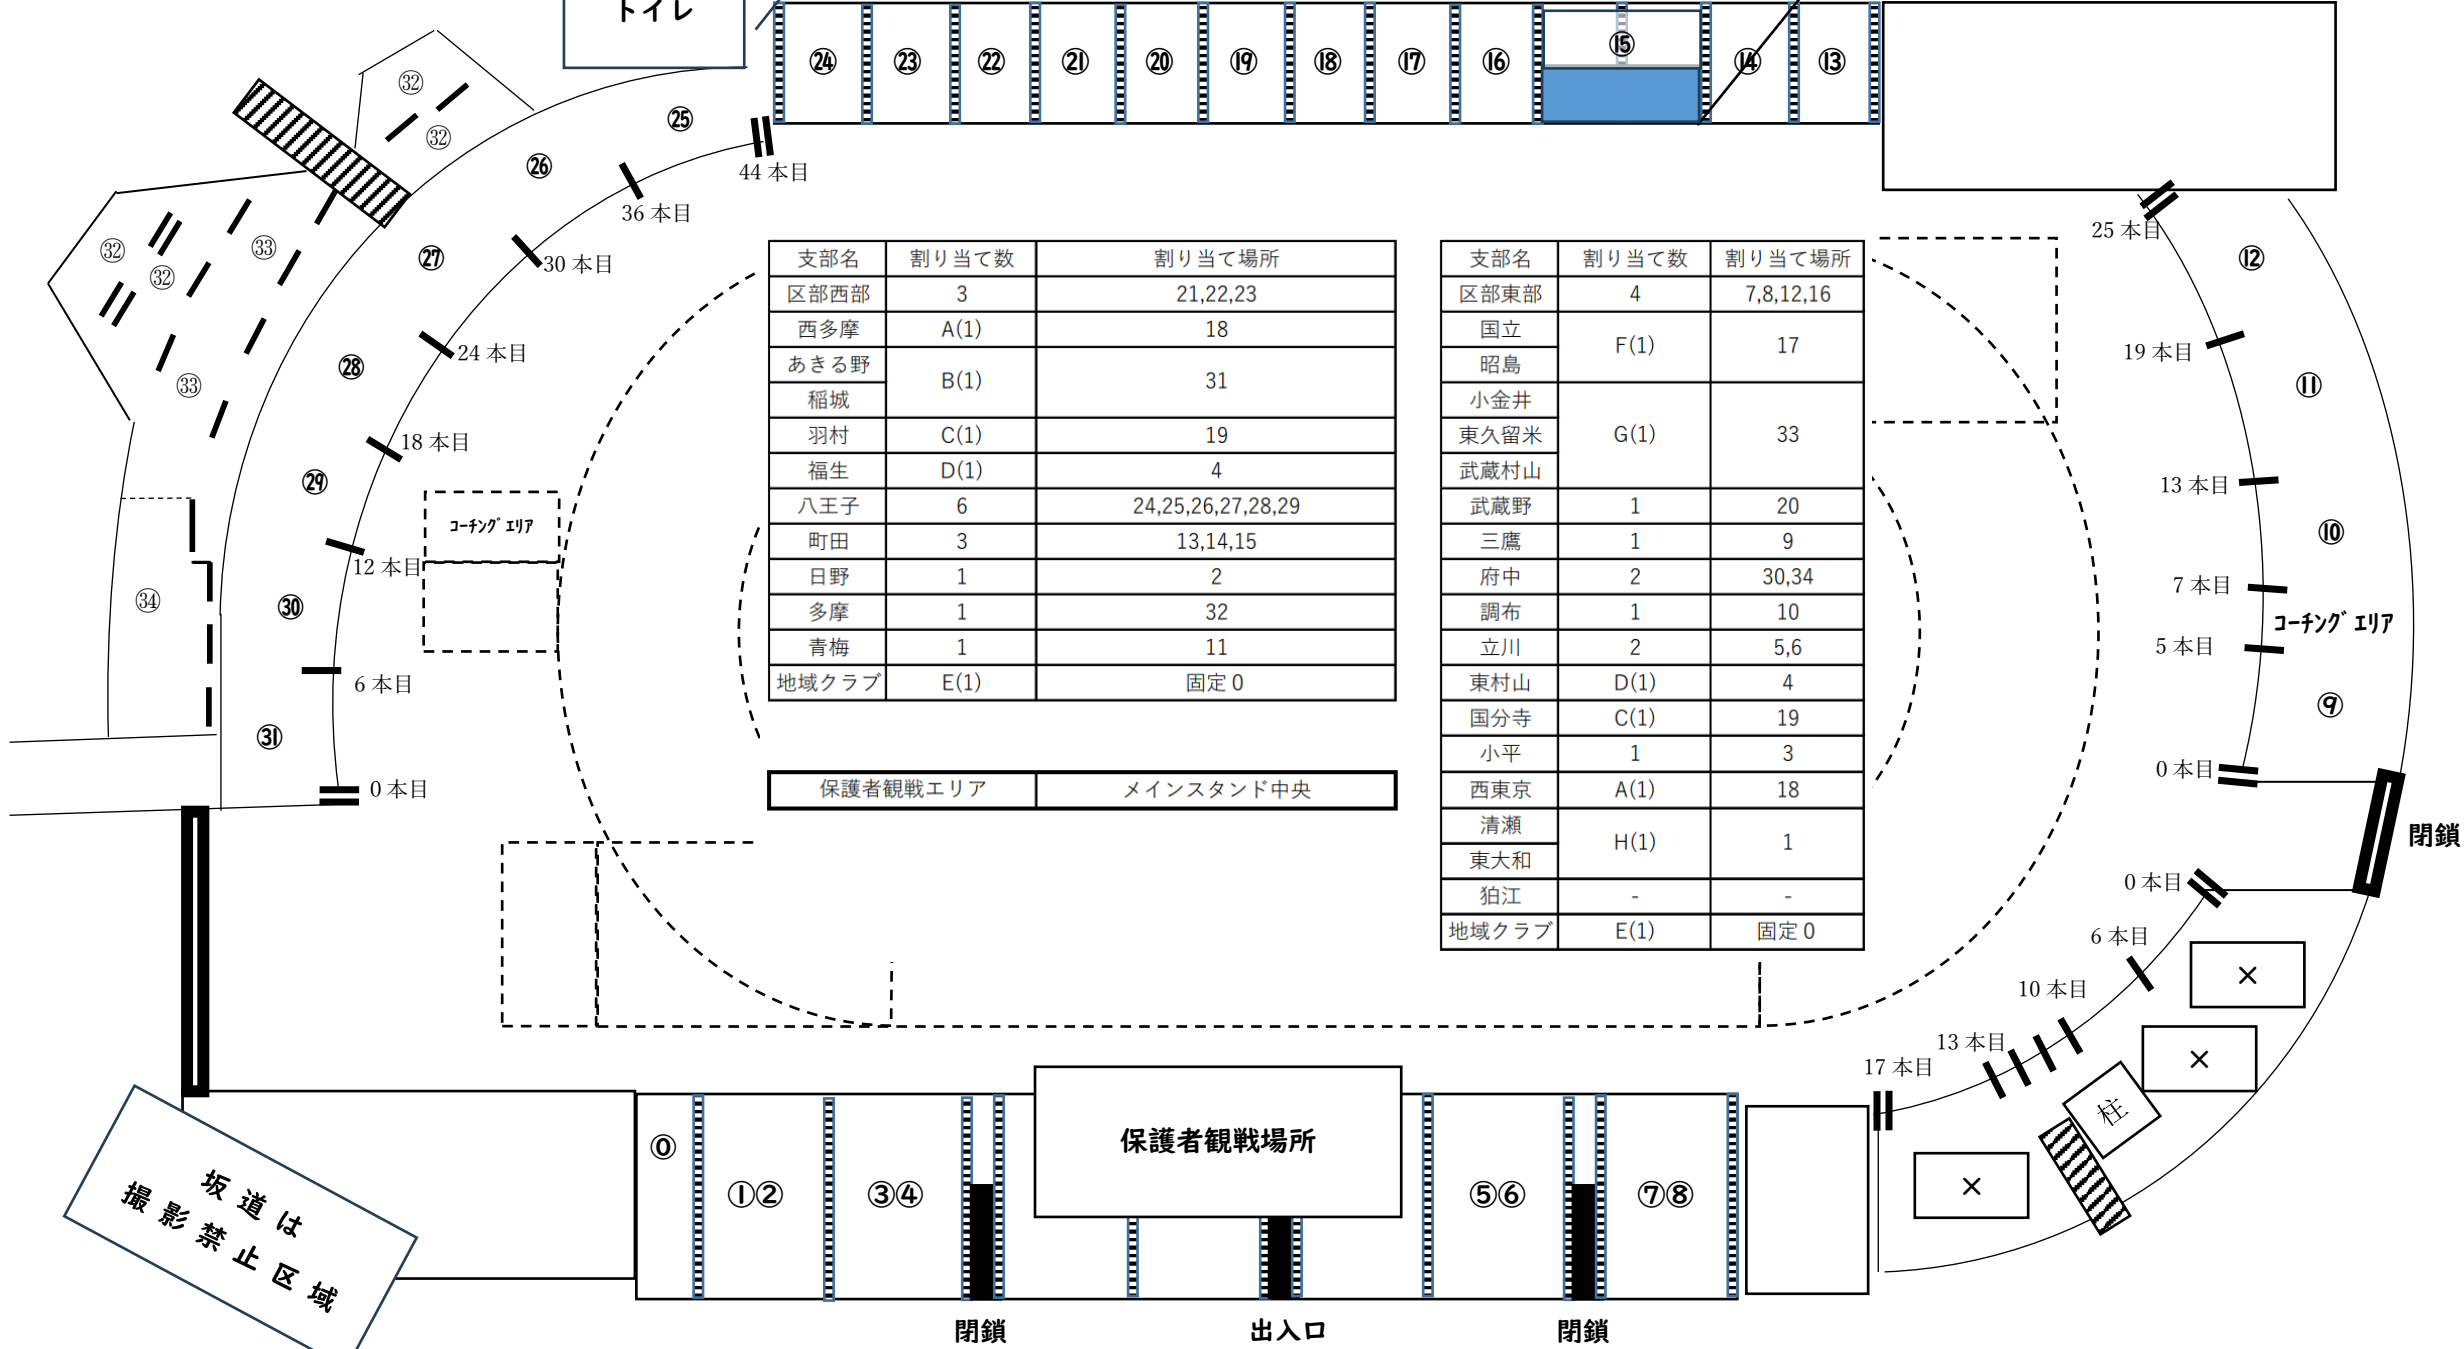 トイレ
㉔ ㉓ ㉒ ㉑ ⑳ ⑲ ⑱ ⑰ ⑯ ⑮ ⑭ ⑬
㉜
㉜
㉕
㉖
44 本目
36 本目
㉗
30 本目
㉜
㉜
㉝
㉝
㉘
24 本目
18 本目
㉙
コーチングエリア
12 本目
㉞
㉚
6 本目
㉛
0 本目
支部名 割り当て数 割り当て場所
区部西部 3 21,22,23
西多摩 A(1) 18
あきる野 B(1) 31
稲城
羽村 C(1) 19
福生 D(1) 4
八王子 6 24,25,26,27,28,29
町田 3 13,14,15
日野 1 2
多摩 1 32
青梅 1 11
地域クラブ E(1) 固定0
保護者観戦エリア メインスタンド中央
支部名 割り当て数 割り当て場所
区部東部 4 7,8,12,16
国立 F(1) 17
昭島
小金井 G(1) 33
東久留米
武蔵村山
武蔵野 1 20
三鷹 1 9
府中 2 30,34
調布 1 10
立川 2 5,6
東村山 D(1) 4
国分寺 C(1) 19
小平 1 3
西東京 A(1) 18
清瀬 H(1) 1
東大和
狛江 - -
地域クラブ E(1) 固定0
25 本目
⑫
19 本目
⑪
13 本目
⑩
7 本目
コーチングエリア
5 本目
⑨
0 本目
閉鎖
0 本目
6 本目
×
10 本目
13 本目
×
17 本目
柱
×
保護者観戦場所
⓪
①② ③④ ⑤⑥ ⑦⑧
坂道は
撮影禁止区域
閉鎖 出入口 閉鎖